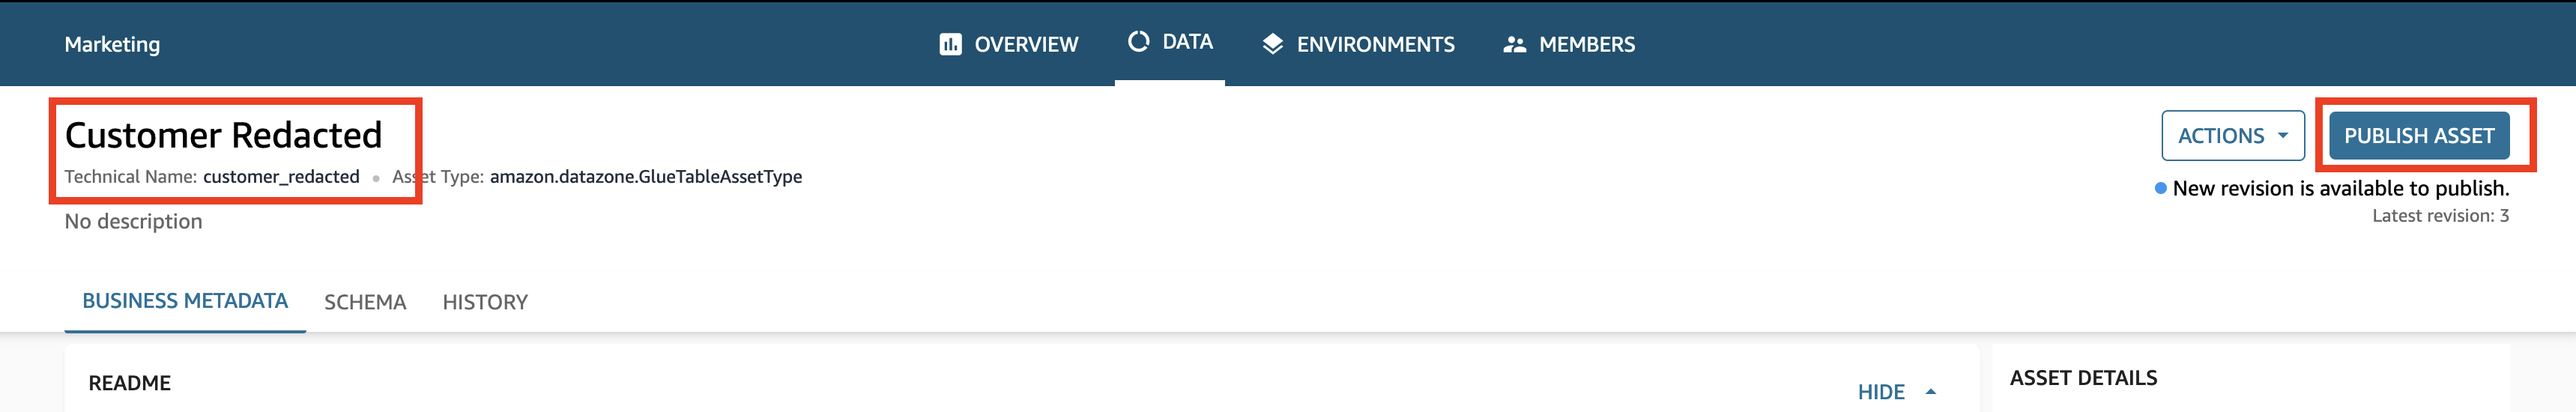 Marketing
OVERVIEW
DATA
ENVIRONMENTS
MEMBERS
Customer Redacted
ACTIONS
PUBLISH ASSET
Technical Name: customer_redacted • Asset Type: amazon.datazone.GlueTableAssetType
New revision is available to publish.
Latest revision: 3
No description
BUSINESS METADATA
SCHEMA
HISTORY
README
HIDE
ASSET DETAILS